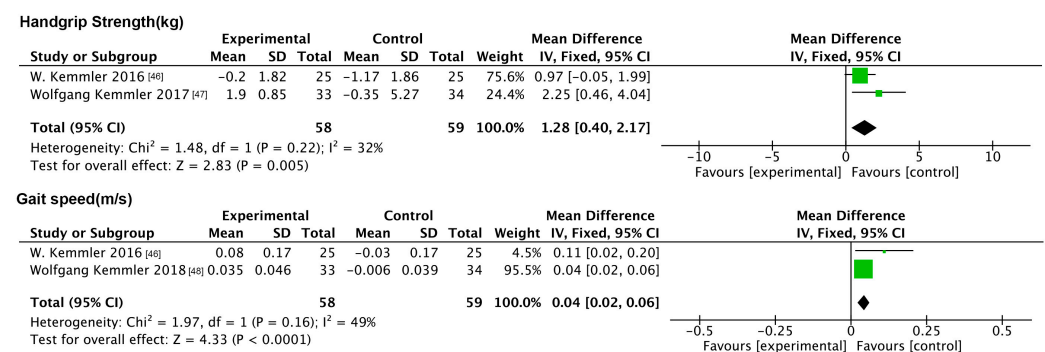 Handgrip Strength(kg)
Experimental Control Mean Difference Mean Difference
Study or Subgroup Mean SD Total Mean SD Total Weight IV, Fixed, 95% CI IV, Fixed, 95% CI
W. Kemmler 2016 [46] −0.2 1.82 25 −1.17 1.86 25 75.6% 0.97 [−0.05, 1.99]
Wolfgang Kemmler 2017 [47] 1.9 0.85 33 −0.35 5.27 34 24.4% 2.25 [0.46, 4.04]
Total (95% CI) 58 59 100.0% 1.28 [0.40, 2.17]
Heterogeneity: Chi² = 1.48, df = 1 (P = 0.22); I² = 32%
Test for overall effect: Z = 2.83 (P = 0.005)
−10 −5 0 5 10
Favours [experimental] Favours [control]
Gait speed(m/s)
Experimental Control Mean Difference Mean Difference
Study or Subgroup Mean SD Total Mean SD Total Weight IV, Fixed, 95% CI IV, Fixed, 95% CI
W. Kemmler 2016 [46] 0.08 0.17 25 −0.03 0.17 25 4.5% 0.11 [0.02, 0.20]
Wolfgang Kemmler 2018 [48] 0.035 0.046 33 −0.006 0.039 34 95.5% 0.04 [0.02, 0.06]
Total (95% CI) 58 59 100.0% 0.04 [0.02, 0.06]
Heterogeneity: Chi² = 1.97, df = 1 (P = 0.16); I² = 49%
Test for overall effect: Z = 4.33 (P < 0.0001)
−0.5 −0.25 0 0.25 0.5
Favours [experimental] Favours [control]